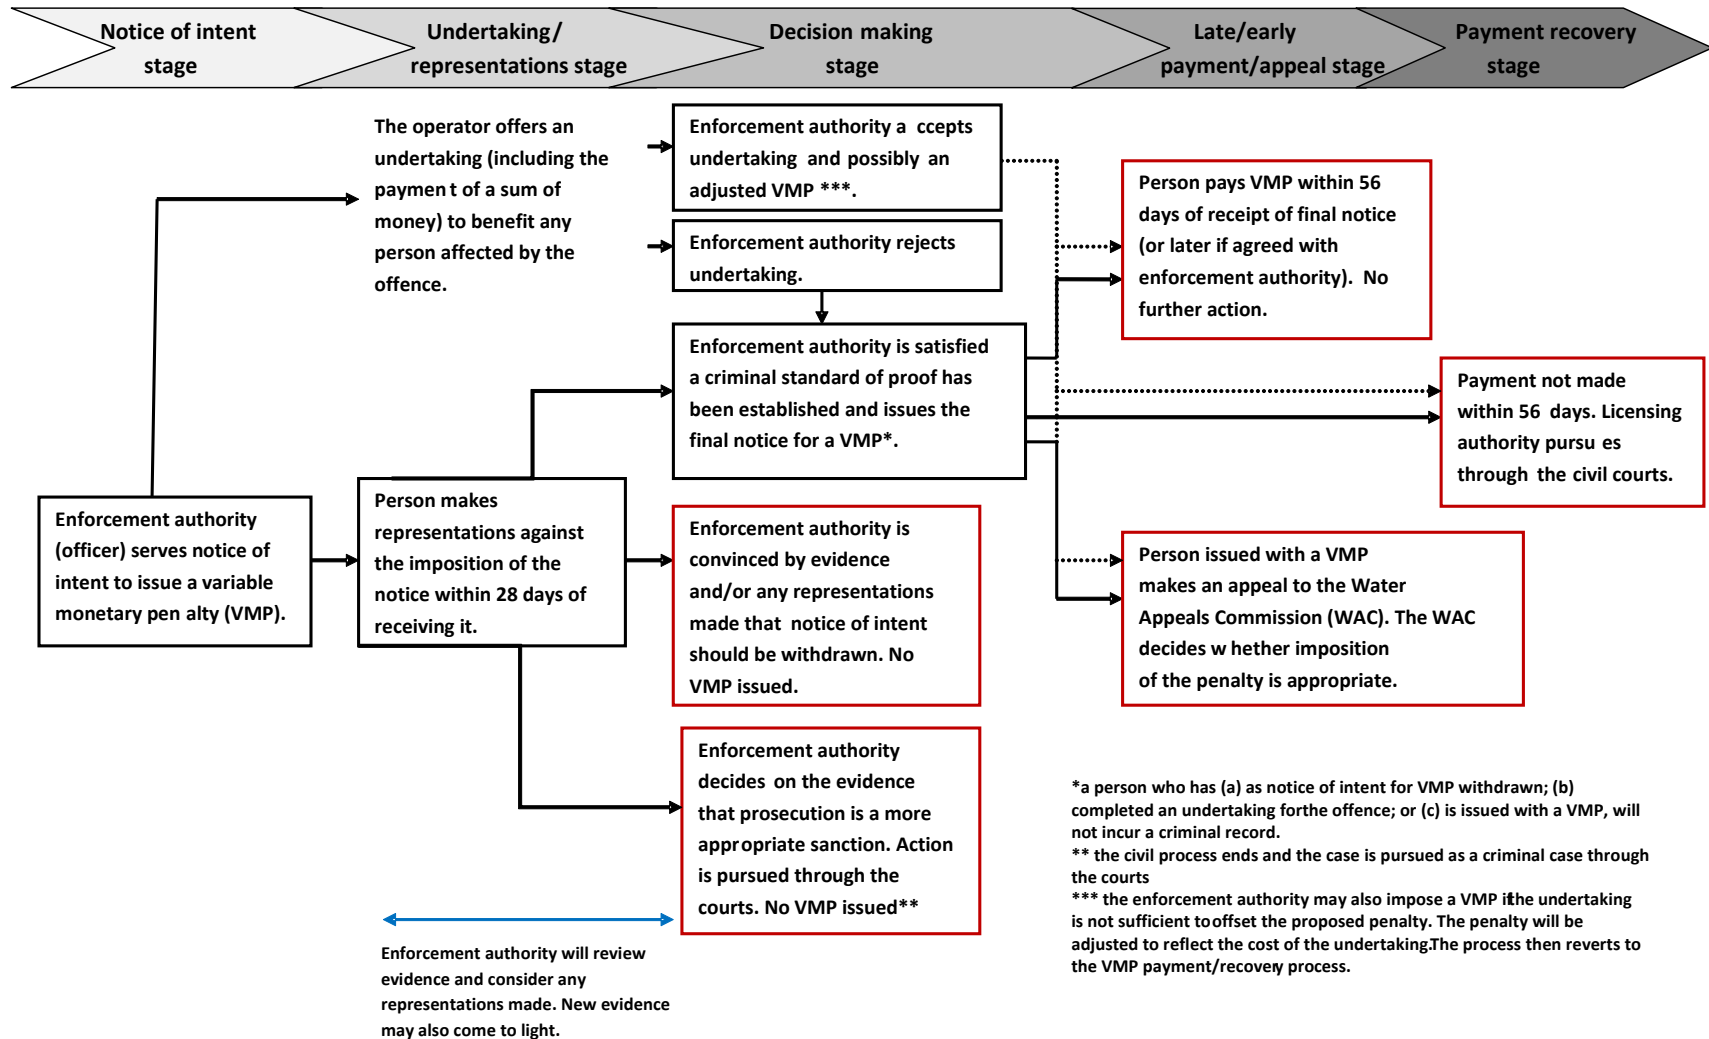 Notice of intent
stage
Undertaking/
representations stage
Decision making
stage
Late/early
payment/appeal stage
Payment recovery
stage
The operator offers an
undertaking (including the
paymen t of a sum of
money) to benefit any
person affected by the
offence.
Enforcement authority a ccepts
undertaking and possibly an
adjusted VMP ***.
Enforcement authority rejects
undertaking.
Enforcement authority is satisfied
a criminal standard of proof has
been established and issues the
final notice for a VMP*.
Person pays VMP within 56
days of receipt of final notice
(or later if agreed with
enforcement authority). No
further action.
Payment not made
within 56 days. Licensing
authority pursu es
through the civil courts.
Enforcement authority
(officer) serves notice of
intent to issue a variable
monetary pen alty (VMP).
Person makes
representations against
the imposition of the
notice within 28 days of
receiving it.
Enforcement authority is
convinced by evidence
and/or any representations
made that notice of intent
should be withdrawn. No
VMP issued.
Person issued with a VMP
makes an appeal to the Water
Appeals Commission (WAC). The WAC
decides w hether imposition
of the penalty is appropriate.
Enforcement authority
decides on the evidence
that prosecution is a more
appropriate sanction. Action
is pursued through the
courts. No VMP issued**
Enforcement authority will review
evidence and consider any
representations made. New evidence
may also come to light.
*a person who has (a) as notice of intent for VMP withdrawn; (b)
completed an undertaking forthe offence; or (c) is issued with a VMP, will
not incur a criminal record.
** the civil process ends and the case is pursued as a criminal case through
the courts
*** the enforcement authority may also impose a VMP ifthe undertaking
is not sufficient tooffset the proposed penalty. The penalty will be
adjusted to reflect the cost of the undertaking.The process then reverts to
the VMP payment/recovery process.